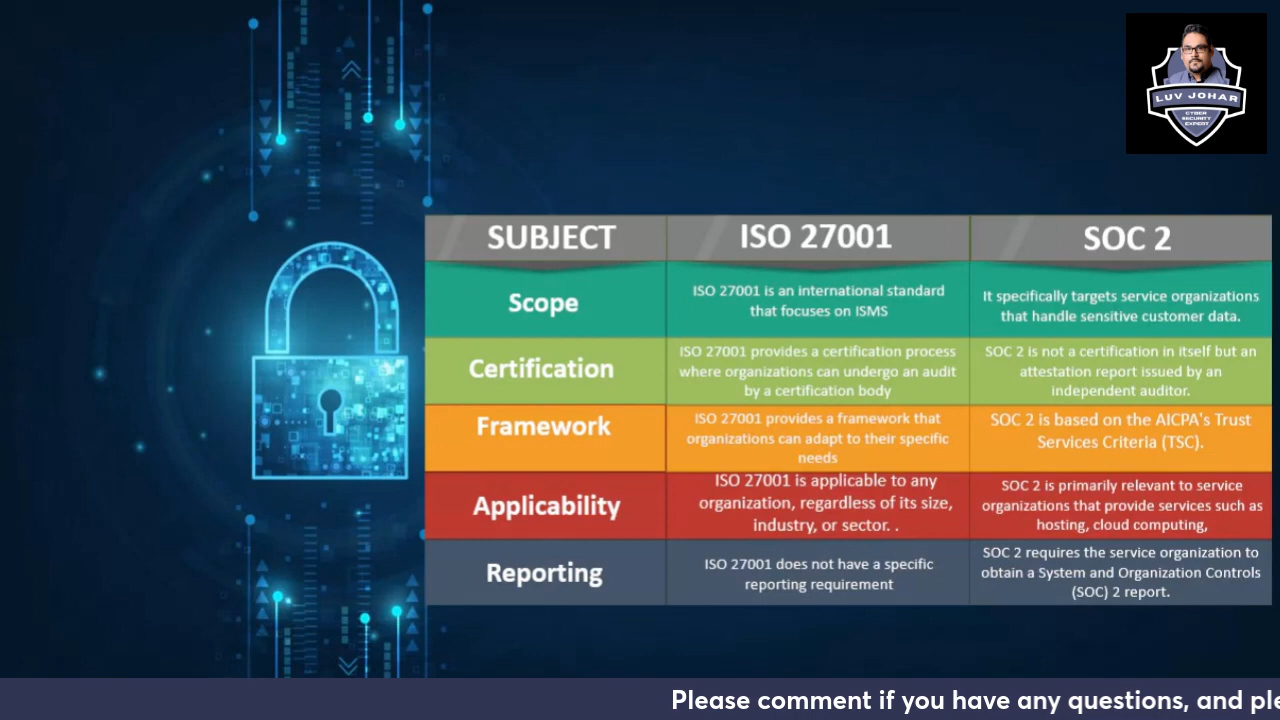 LUV JOHAR
CYBER
SECURITY
EXPERT
SUBJECT
ISO 27001
SOC 2
Scope
ISO 27001 is an international standard
that focuses on ISMS
It specifically targets service organizations
that handle sensitive customer data.
Certification
ISO 27001 provides a certification process
where organizations can undergo an audit
by a certification body
SOC 2 is not a certification in itself but an
attestation report issued by an
independent auditor.
Framework
ISO 27001 provides a framework that
organizations can adapt to their specific
needs
SOC 2 is based on the AICPA's Trust
Services Criteria (TSC).
Applicability
ISO 27001 is applicable to any
organization, regardless of its size,
industry, or sector. .
SOC 2 is primarily relevant to service
organizations that provide services such as
hosting, cloud computing,
Reporting
ISO 27001 does not have a specific
reporting requirement
SOC 2 requires the service organization to
obtain a System and Organization Controls
(SOC) 2 report.
Please comment if you have any questions, and ple